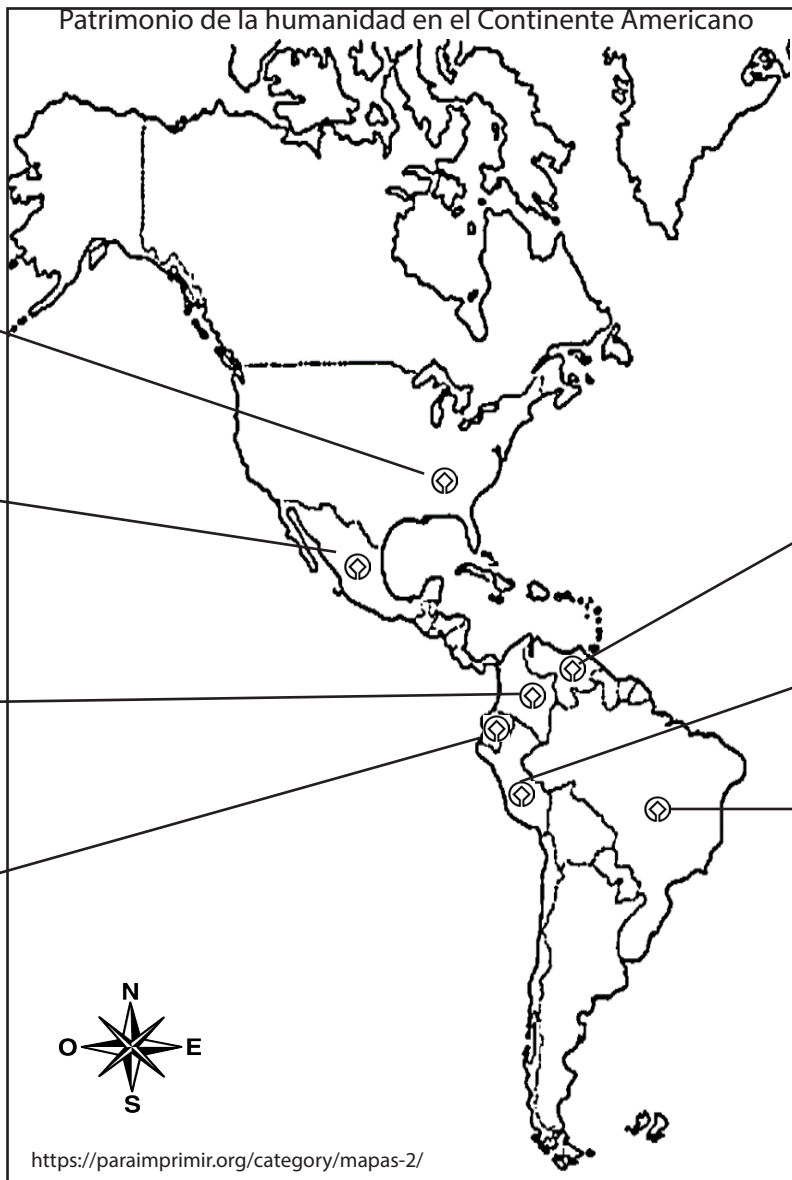 Patrimonio de la humanidad en el Continente Americano
N
O
E
S
https://paraimprimir.org/category/mapas-2/